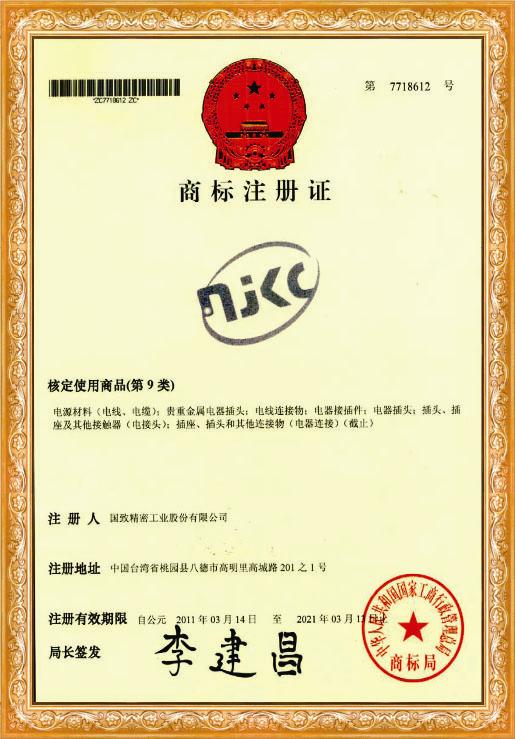 第 7718612 号
*ZC7718612 ZC*
商标注册证
njkc
核定使用商品(第 9 类)
电源材料（电线、电缆）；贵重金属电器插头；电线连接物；电器接插件；电器插头；插头、插
座及其他接触器（电接头）；插座、插头和其他连接物（电器连接）（截止）
注 册 人 国致精密工业股份有限公司
注册地址 中国台湾省桃园县八德市高明里高城路 201 之 1 号
注册有效期限 自公元 2011 年 03 月 14 日 至 2021 年 03 月 13 日止
局长签发 李建昌
中华人民共和国国家工商行政管理总局
商标局